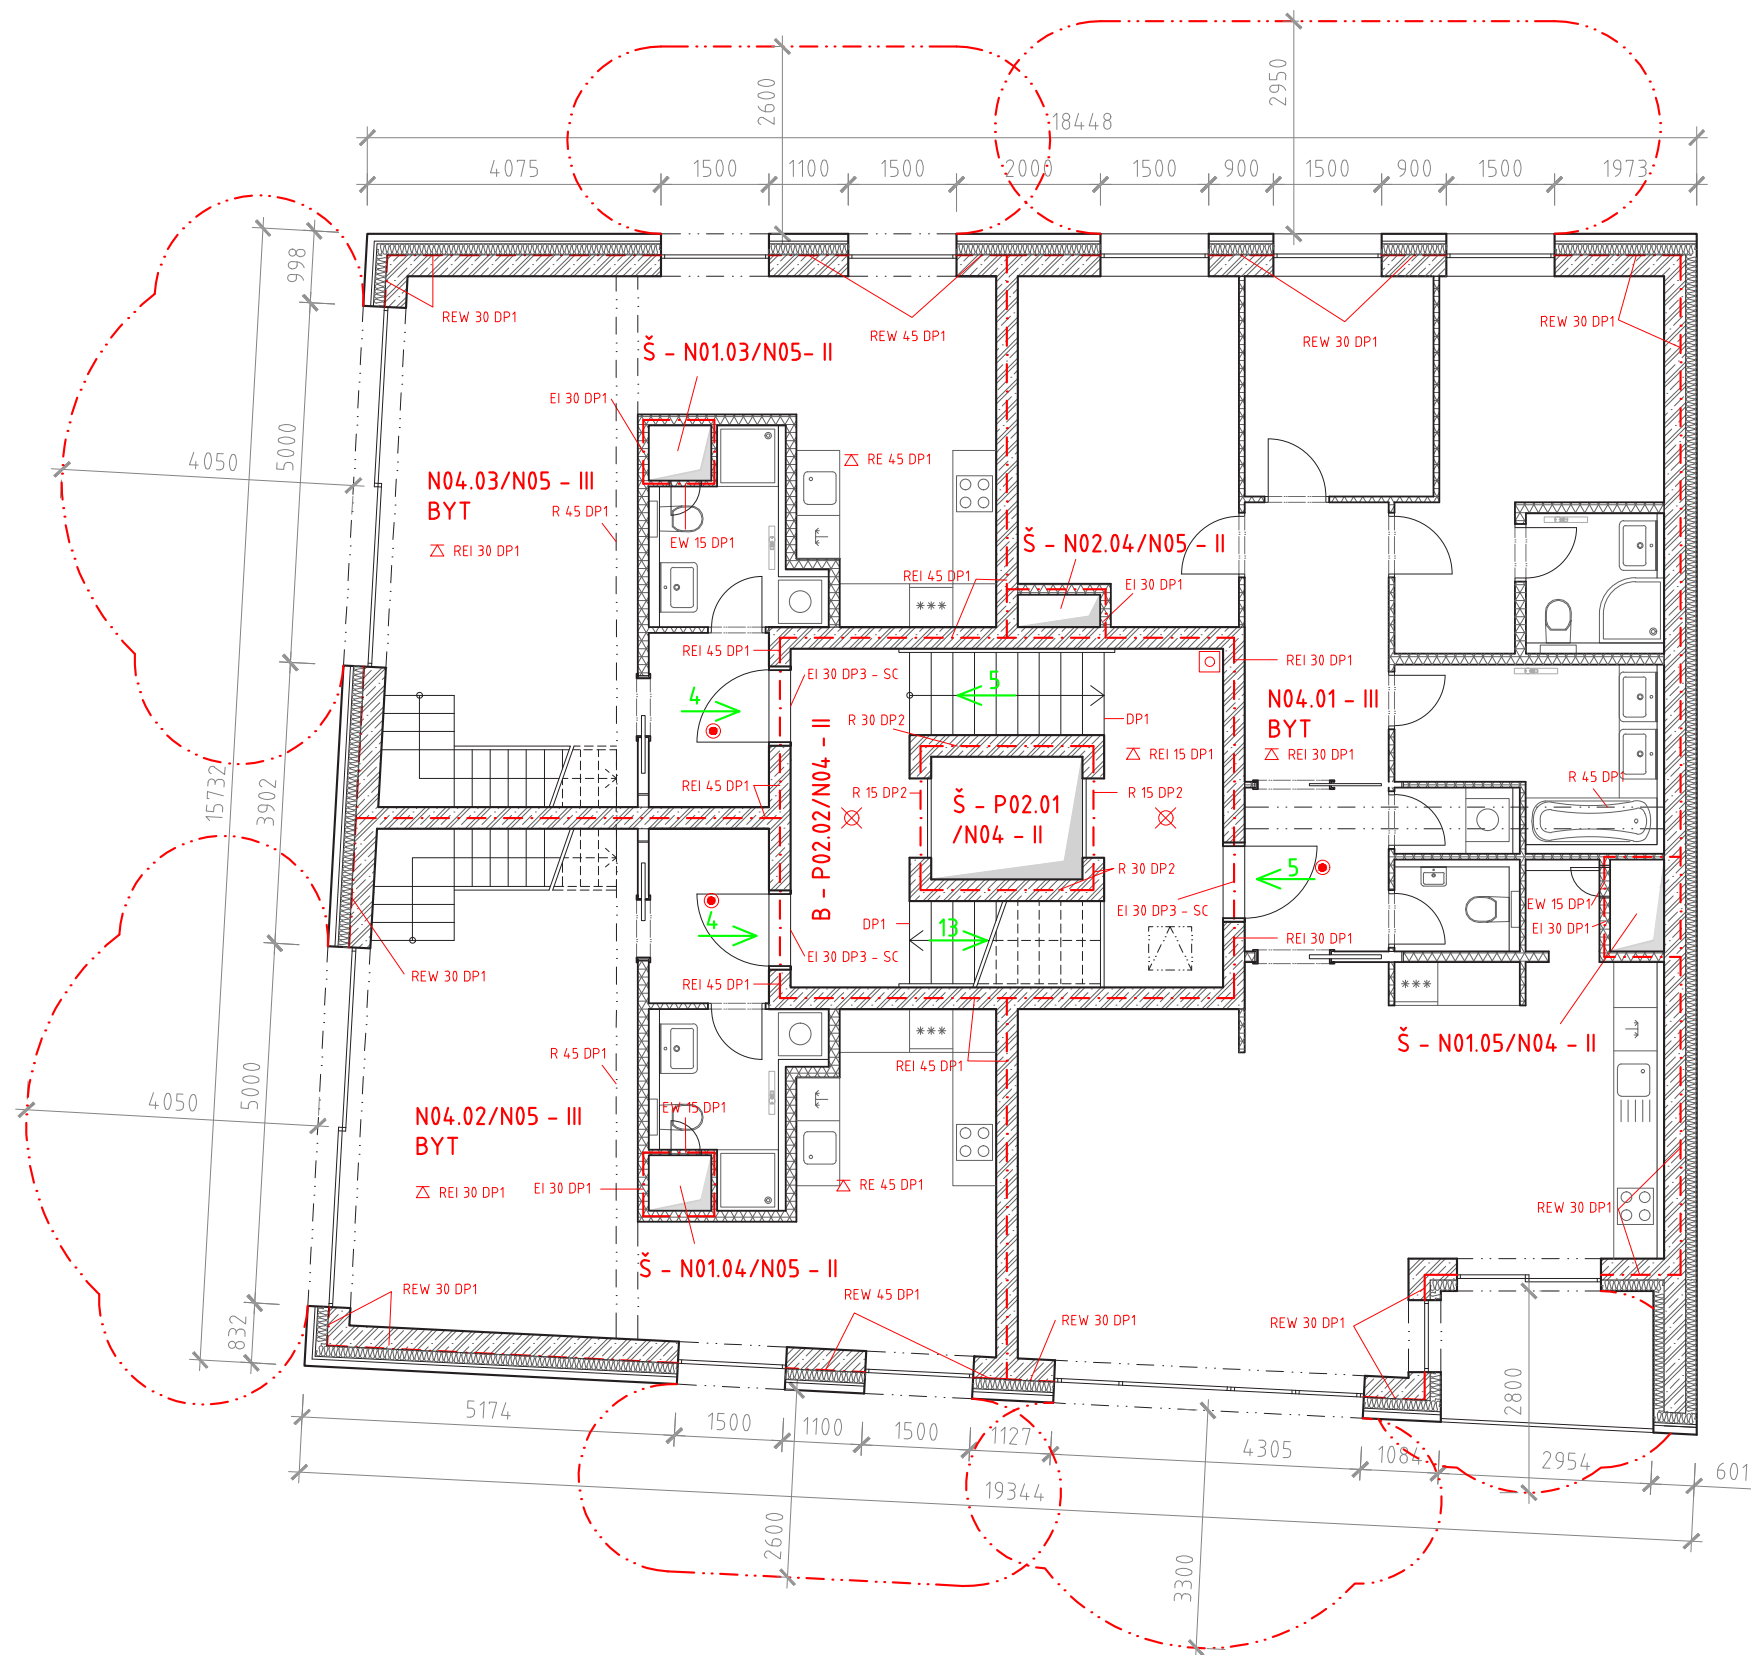 2600
2950
18448
4075
1500
1100
1500
2000
1500
900
1500
900
1500
1973
998
REW 30 DP1
REW 45 DP1
REW 30 DP1
REW 30 DP1
Š - N01.03/N05- II
EI 30 DP1
5000
4050
RE 45 DP1
N04.03/N05 - III
BYT
R 45 DP1
REI 30 DP1
EW 15 DP1
Š - N02.04/N05 - II
REI 45 DP1
EI 30 DP1
REI 45 DP1
EI 30 DP3 - SC
REI 30 DP1
4
5
N04.01 - III
BYT
REI 30 DP1
R 30 DP2
DP1
REI 15 DP1
B - P02.02/N04 - II
15732
3902
REI 45 DP1
R 15 DP2
Š - P02.01
/N04 - II
R 15 DP2
R 45 DP1
R 30 DP2
5
4
DP1
13
EI 30 DP3 - SC
EW 15 DP1
EI 30 DP1
REI 30 DP1
EI 30 DP3 - SC
REW 30 DP1
REI 45 DP1
Š - N01.05/N04 - II
R 45 DP1
REI 45 DP1
5000
4050
N04.02/N05 - III
BYT
EW 15 DP1
REI 30 DP1
EI 30 DP1
RE 45 DP1
REW 30 DP1
Š - N01.04/N05 - II
REW 30 DP1
REW 45 DP1
REW 30 DP1
REW 30 DP1
832
2800
5174
1500
1100
1500
1127
4305
1084
2954
601
19344
2600
3300